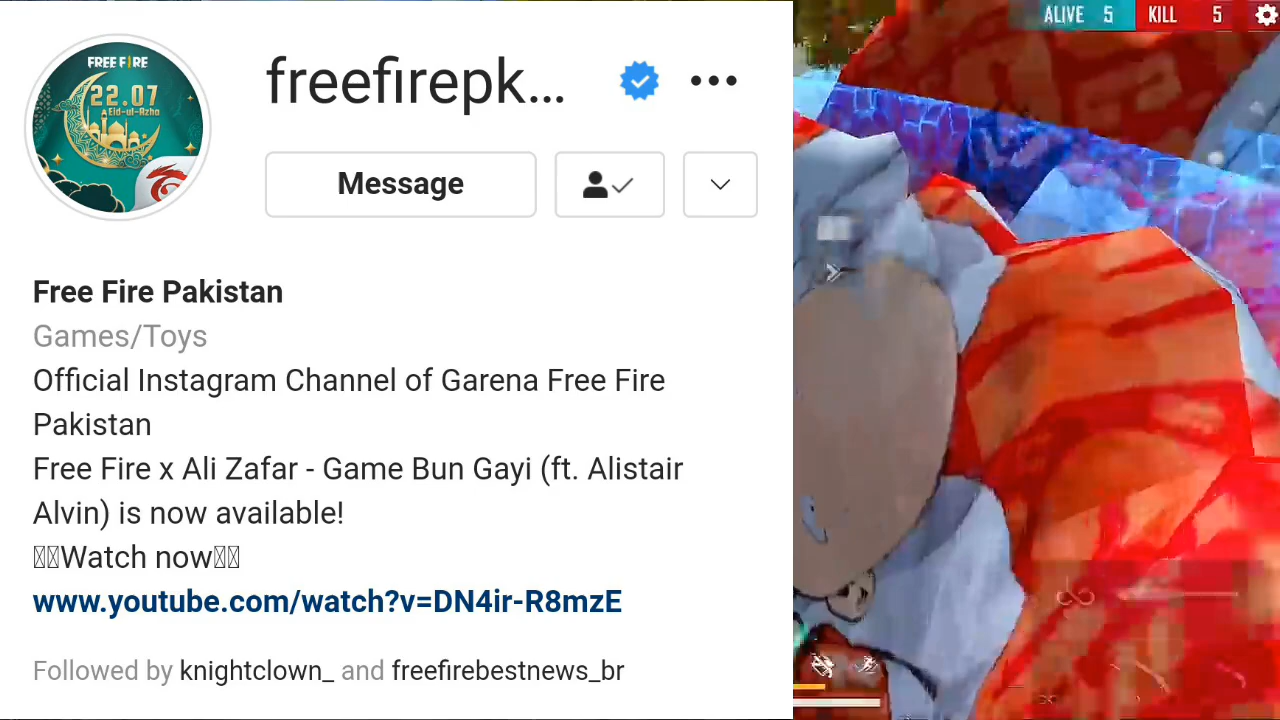 FREE FIRE
22.07
Eid-ul-Azha
freefirepk...
Message
Free Fire Pakistan
Games/Toys
Official Instagram Channel of Garena Free Fire
Pakistan
Free Fire x Ali Zafar - Game Bun Gayi (ft. Alistair
Alvin) is now available!
Watch now
www.youtube.com/watch?v=DN4ir-R8mzE
Followed by knightclown_ and freefirebestnews_br
ALIVE 5 KILL 5